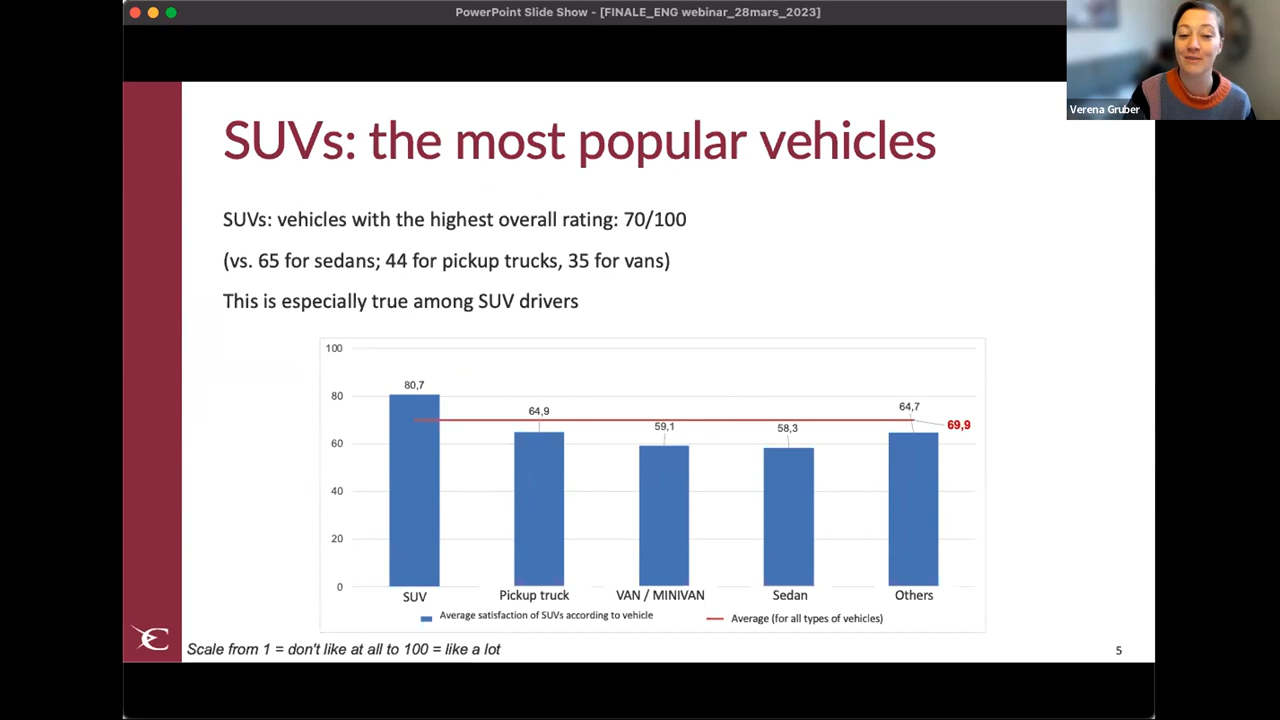 PowerPoint Slide Show - [FINALE_ENG webinar_28mars_2023]
Verena Gruber
SUVs: the most popular vehicles
SUVs: vehicles with the highest overall rating: 70/100
(vs. 65 for sedans; 44 for pickup trucks, 35 for vans)
This is especially true among SUV drivers
100
80
60
40
20
0
80,7
64,9
59,1
58,3
64,7
69,9
SUV
Pickup truck
VAN / MINIVAN
Sedan
Others
Average satisfaction of SUVs according to vehicle
Average (for all types of vehicles)
Scale from 1 = don't like at all to 100 = like a lot
5